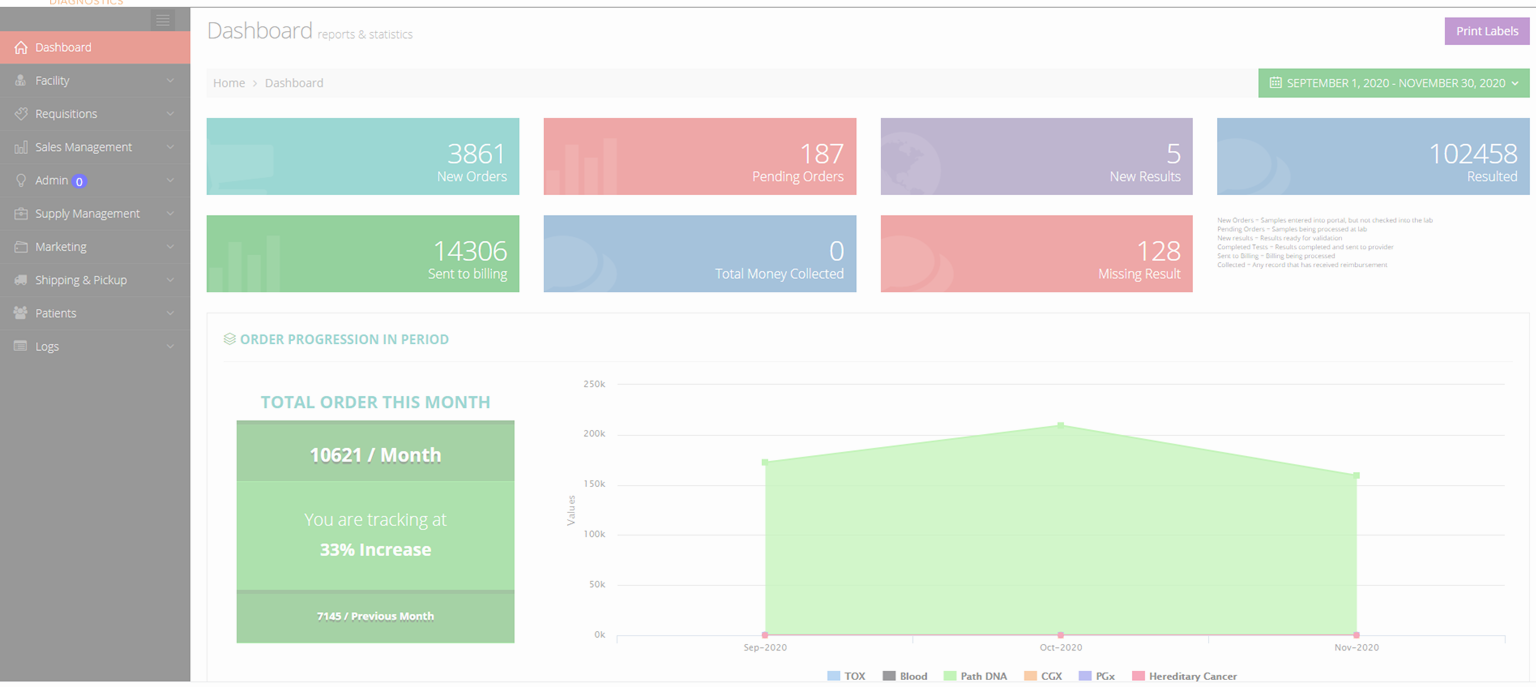 DIAGNOSTICS
Dashboard reports & statistics
Print Labels
Dashboard
Facility
Requisitions
Sales Management
Admin 0
Supply Management
Marketing
Shipping & Pickup
Patients
Logs
Home > Dashboard
SEPTEMBER 1, 2020 - NOVEMBER 30, 2020
3861
New Orders
187
Pending Orders
5
New Results
102458
Resulted
14306
Sent to billing
0
Total Money Collected
128
Missing Result
New Orders = Samples entered into portal, but not checked into the lab
Pending Orders = Samples being processed at lab
New results = Results ready for validation
Completed Tests = Results completed and sent to provider
Sent to Billing = Billing being processed
Collected = Any record that has received reimbursement
ORDER PROGRESSION IN PERIOD
TOTAL ORDER THIS MONTH
10621 / Month
You are tracking at
33% Increase
7145 / Previous Month
Values
250k
200k
150k
100k
50k
0k
Sep-2020
Oct-2020
Nov-2020
TOX
Blood
Path DNA
CGX
PGx
Hereditary Cancer